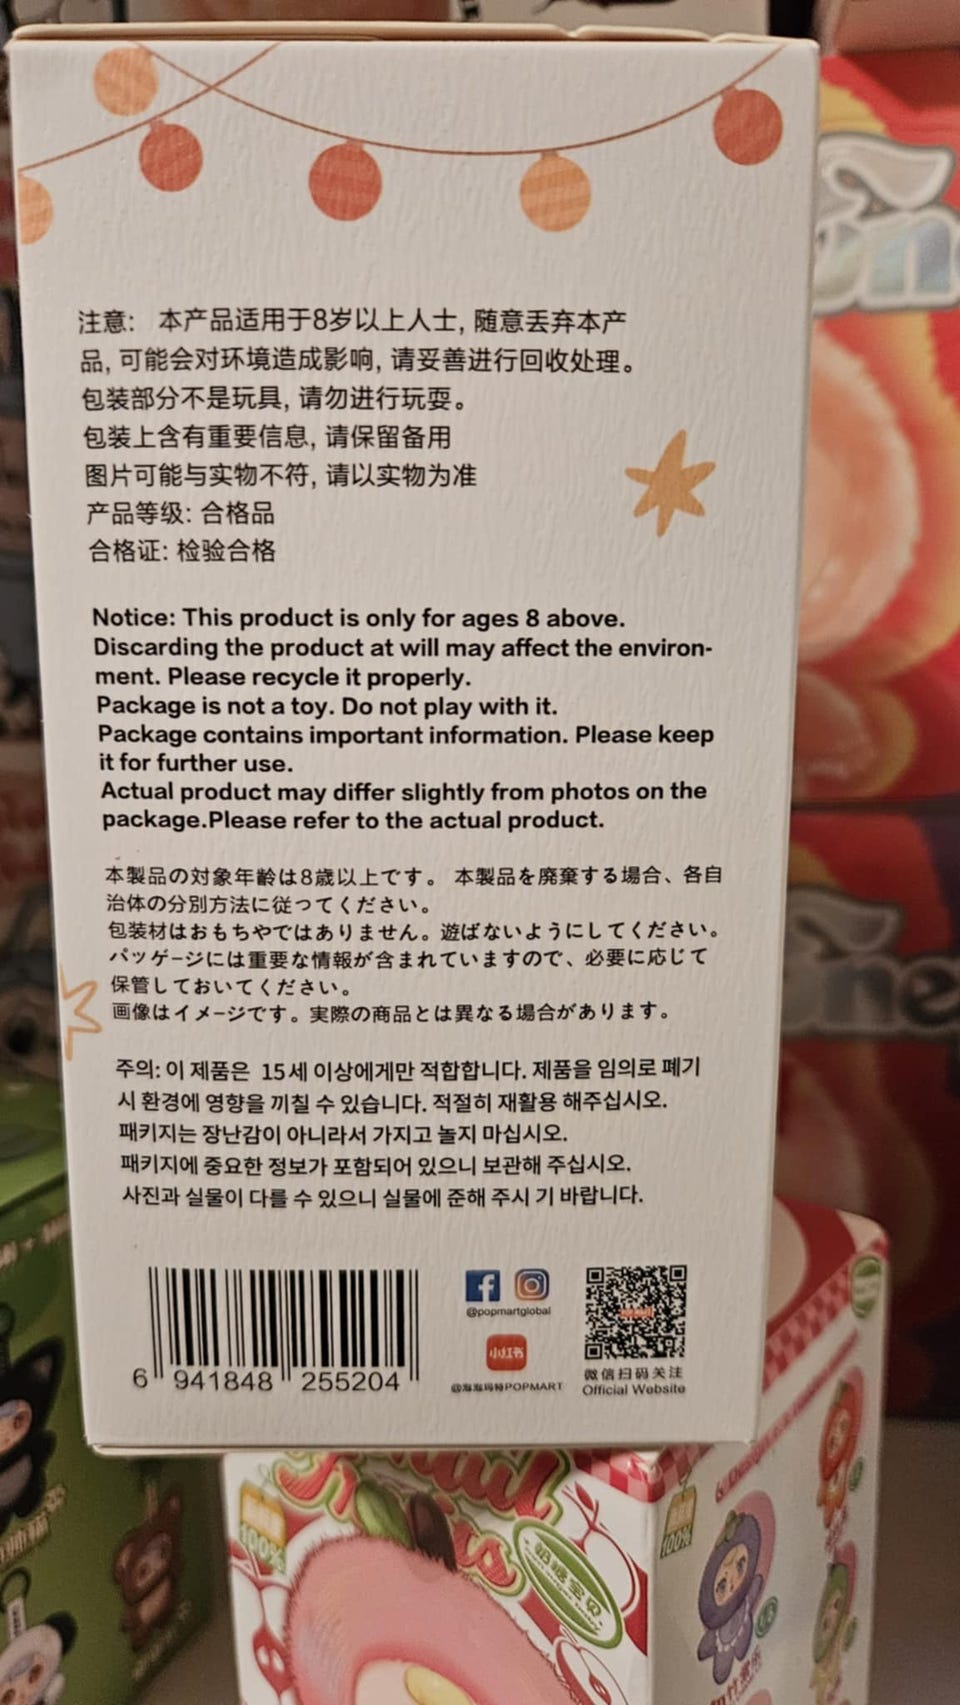 注意: 本产品适用于8岁以上人士, 随意丢弃本产
品, 可能会对环境造成影响, 请妥善进行回收处理。
包装部分不是玩具, 请勿进行玩耍。
包装上含有重要信息, 请保留备用
图片可能与实物不符, 请以实物为准
产品等级: 合格品
合格证: 检验合格
Notice: This product is only for ages 8 above.
Discarding the product at will may affect the environ-
ment. Please recycle it properly.
Package is not a toy. Do not play with it.
Package contains important information. Please keep
it for further use.
Actual product may differ slightly from photos on the
package.Please refer to the actual product.
本製品の対象年齢は8歳以上です。 本製品を廃棄する場合、各自
治体の分別方法に従つてください。
包装材はおもちやではありません。遊ばないようにしてください。
パッゲージには重要な情報が含まれていますので、必要に応じて
保管しておいてください。
画像はイメージです。実際の商品とは異なる場合があります。
주의: 이 제품은 15세 이상에게만 적합합니다. 제품을 임의로 폐기
시 환경에 영향을 끼칠 수 있습니다. 적절히 재활용 해주십시오.
패키지는 장난감이 아니라서 가지고 놀지 마십시오.
패키지에 중요한 정보가 포함되어 있으니 보관해 주십시오.
사진과 실물이 다를 수 있으니 실물에 준해 주시 기 바랍니다.
6 941848 255204
@popmartglobal
小红书
@泡泡玛特POPMART
微信扫码关注
Official Website
100%
100%